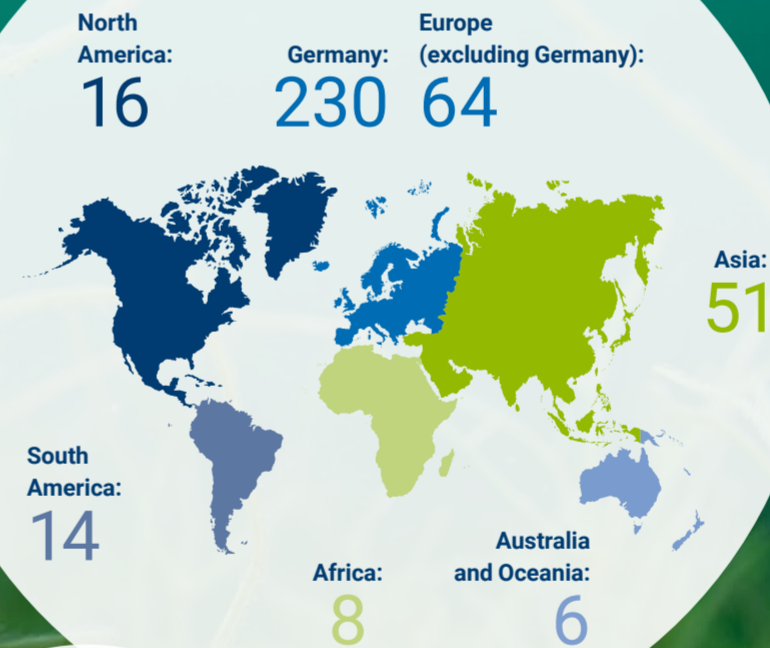 North
America:
16
Germany:
230
Europe
(excluding Germany):
64
Asia:
51
South
America:
14
Africa:
8
Australia
and Oceania:
6